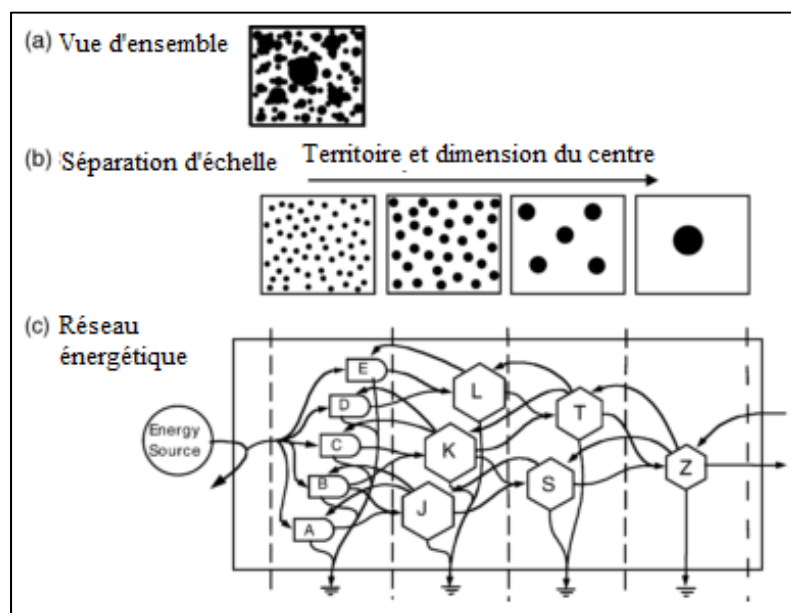 (a) Vue d'ensemble
(b) Séparation d'échelle
Territoire et dimension du centre
(c) Réseau
énergétique
Energy
Source
E
D
C
B
A
L
K
J
T
S
Z